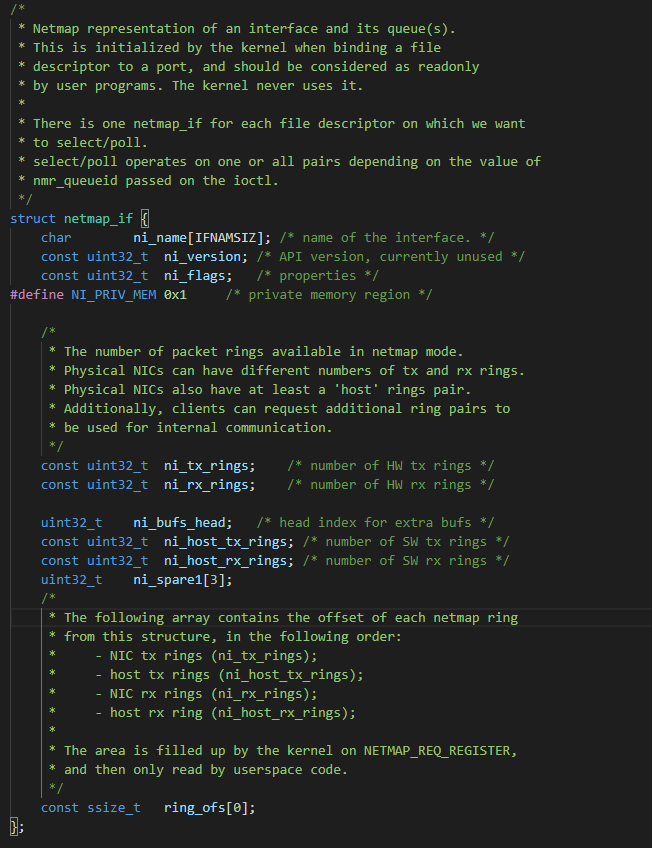 /*
 * Netmap representation of an interface and its queue(s).
 * This is initialized by the kernel when binding a file
 * descriptor to a port, and should be considered as readonly
 * by user programs. The kernel never uses it.
 *
 * There is one netmap_if for each file descriptor on which we want
 * to select/poll.
 * select/poll operates on one or all pairs depending on the value of
 * nmr_queueid passed on the ioctl.
 */
struct netmap_if {
    char        ni_name[IFNAMSIZ]; /* name of the interface. */
    const uint32_t  ni_version; /* API version, currently unused */
    const uint32_t  ni_flags;   /* properties */
#define NI_PRIV_MEM 0x1     /* private memory region */

    /*
     * The number of packet rings available in netmap mode.
     * Physical NICs can have different numbers of tx and rx rings.
     * Physical NICs also have at least a 'host' rings pair.
     * Additionally, clients can request additional ring pairs to
     * be used for internal communication.
     */
    const uint32_t  ni_tx_rings;    /* number of HW tx rings */
    const uint32_t  ni_rx_rings;    /* number of HW rx rings */

    uint32_t    ni_bufs_head;   /* head index for extra bufs */
    const uint32_t  ni_host_tx_rings; /* number of SW tx rings */
    const uint32_t  ni_host_rx_rings; /* number of SW rx rings */
    uint32_t    ni_spare1[3];
    /*
     * The following array contains the offset of each netmap ring
     * from this structure, in the following order:
     *     - NIC tx rings (ni_tx_rings);
     *     - host tx rings (ni_host_tx_rings);
     *     - NIC rx rings (ni_rx_rings);
     *     - host rx ring (ni_host_rx_rings);
     *
     * The area is filled up by the kernel on NETMAP_REQ_REGISTER,
     * and then only read by userspace code.
     */
    const ssize_t   ring_ofs[0];
};